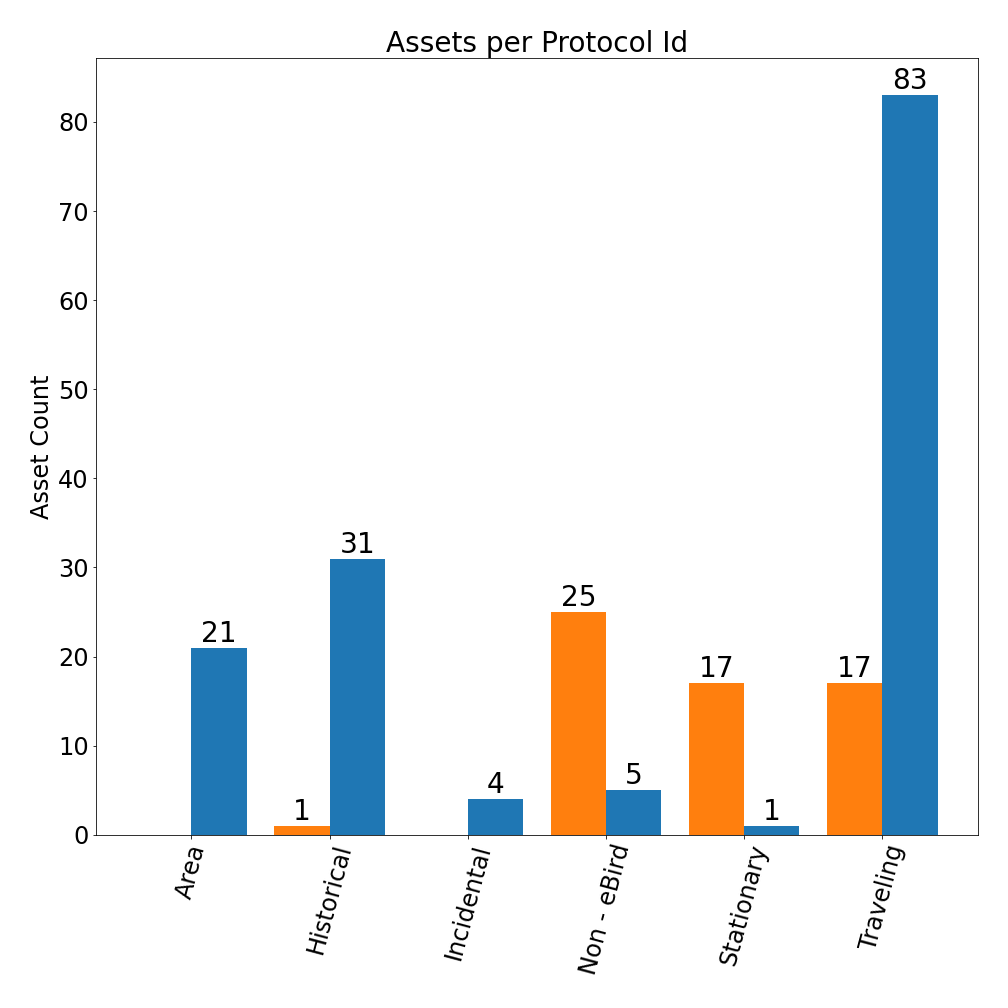 Assets per Protocol Id
Asset Count
80
70
60
50
40
30
20
10
0
21
1
31
4
25
5
17
1
17
83
Area
Historical
Incidental
Non - eBird
Stationary
Traveling